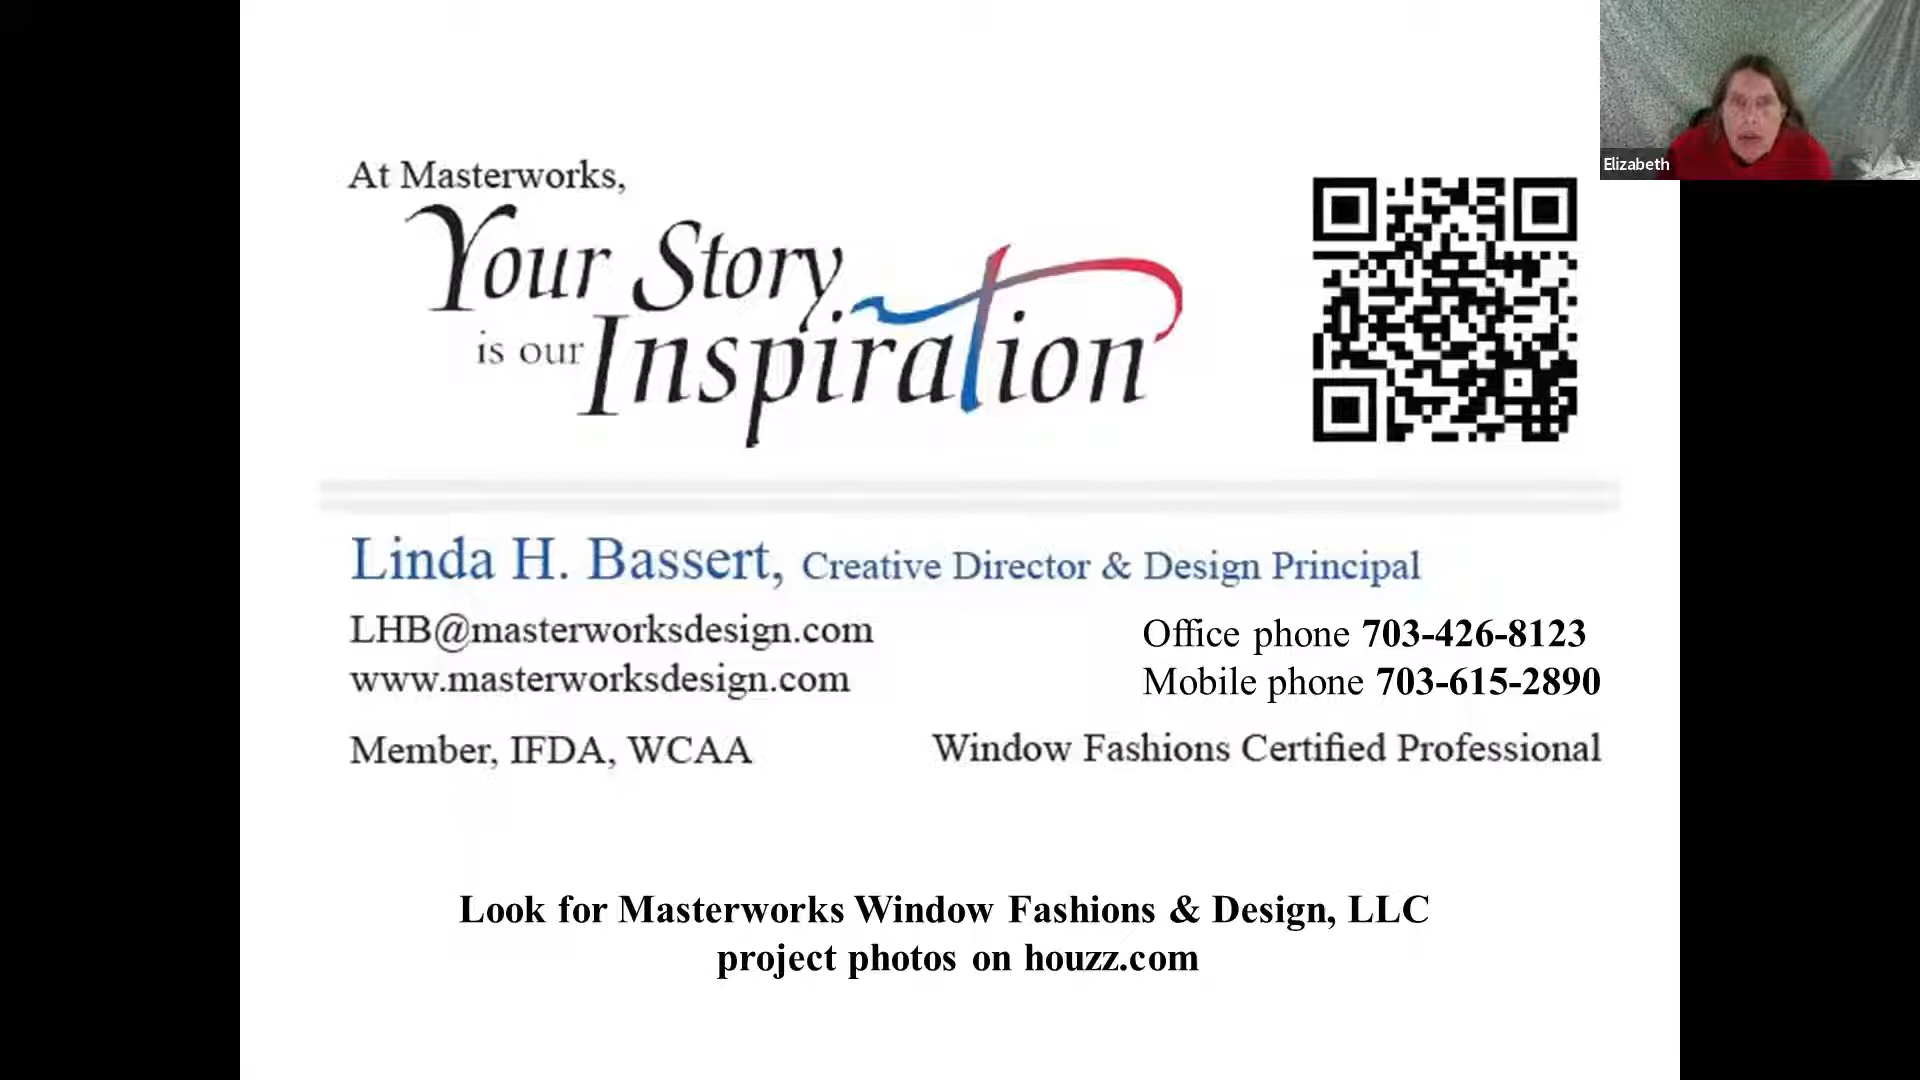 At Masterworks,
Your Story
is our Inspiration
Elizabeth
Linda H. Bassert, Creative Director & Design Principal
LHB@masterworksdesign.com
Office phone 703-426-8123
www.masterworksdesign.com
Mobile phone 703-615-2890
Member, IFDA, WCAA
Window Fashions Certified Professional
Look for Masterworks Window Fashions & Design, LLC
project photos on houzz.com